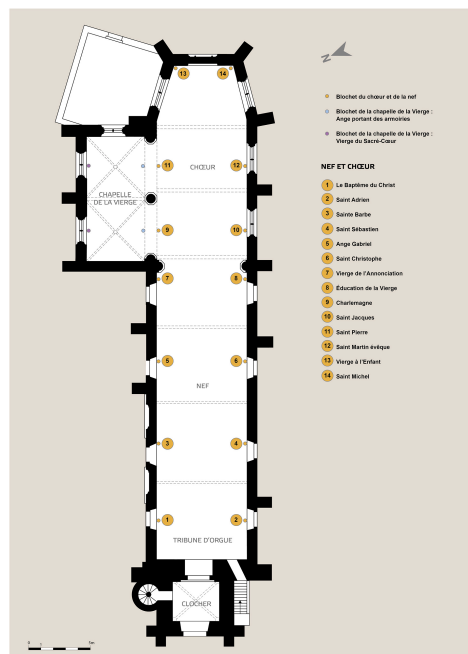 N
13
14
Blochet du chœur et de la nef
Blochet de la chapelle de la Vierge :
Ange portant des armoiries
Blochet de la chapelle de la Vierge :
Vierge du Sacré-Cœur
11
CHŒUR
12
CHAPELLE
DE LA VIERGE
9
10
7
8
5
6
NEF
3
4
1
2
TRIBUNE D'ORGUE
CLOCHER
0
1
5m
NEF ET CHŒUR
1 Le Baptême du Christ
2 Saint Adrien
3 Sainte Barbe
4 Saint Sébastien
5 Ange Gabriel
6 Saint Christophe
7 Vierge de l'Annonciation
8 Éducation de la Vierge
9 Charlemagne
10 Saint Jacques
11 Saint Pierre
12 Saint Martin évêque
13 Vierge à l'Enfant
14 Saint Michel